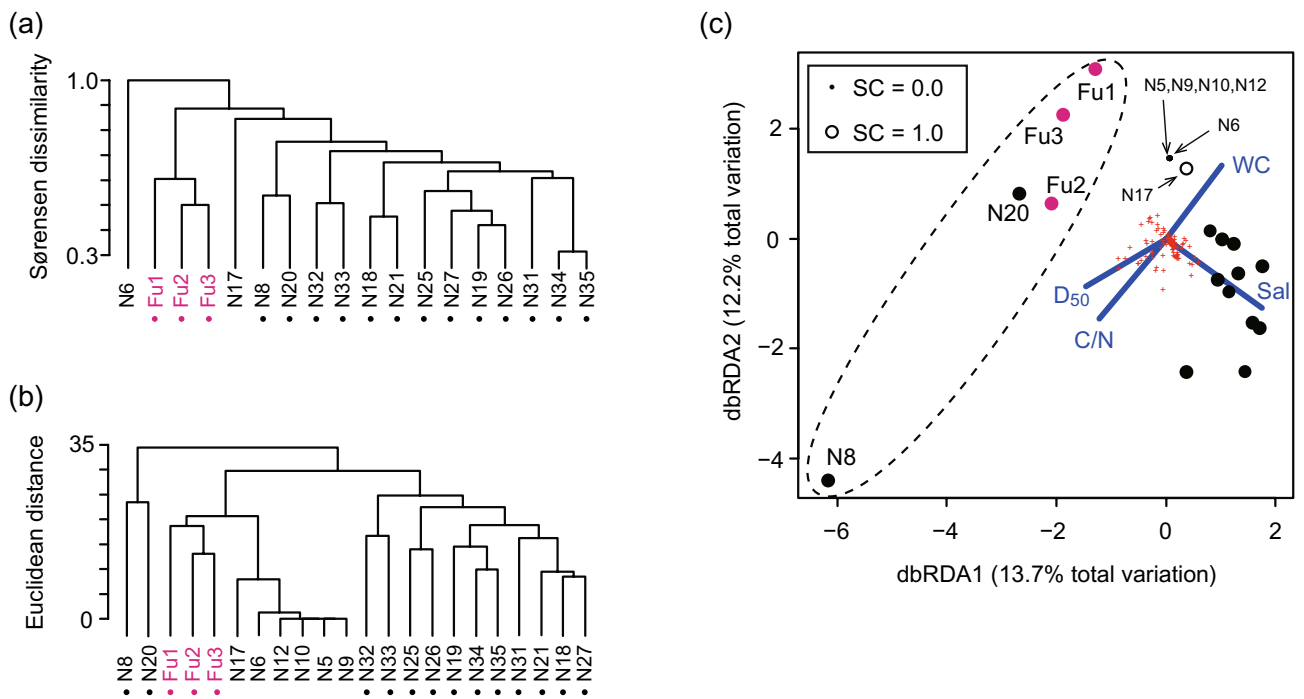 (a)
Sørensen dissimilarity
1.0
0.3
N6 Fu1 Fu2 Fu3 N17 N8 N20 N32 N33 N18 N21 N25 N27 N19 N26 N31 N34 N35
(b)
Euclidean distance
35
0
N8 N20 Fu1 Fu2 Fu3 N17 N6 N12 N10 N5 N9 N32 N33 N25 N26 N19 N34 N35 N31 N21 N18 N27
(c)
SC = 0.0
SC = 1.0
Fu1
Fu3
Fu2
N20
N8
N5,N9,N10,N12
N6
N17
WC
Sal
D50
C/N
dbRDA2 (12.2% total variation)
2
0
−2
−4
−6 −4 −2 0 2
dbRDA1 (13.7% total variation)